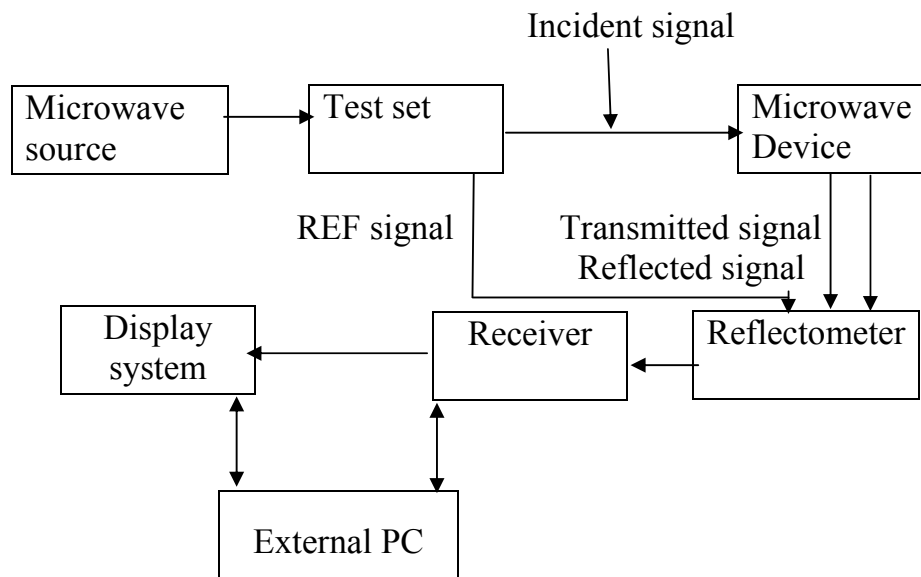 Incident signal
Microwave
source
Test set
Microwave
Device
REF signal
Transmitted signal
Reflected signal
Display
system
Receiver
Reflectometer
External PC